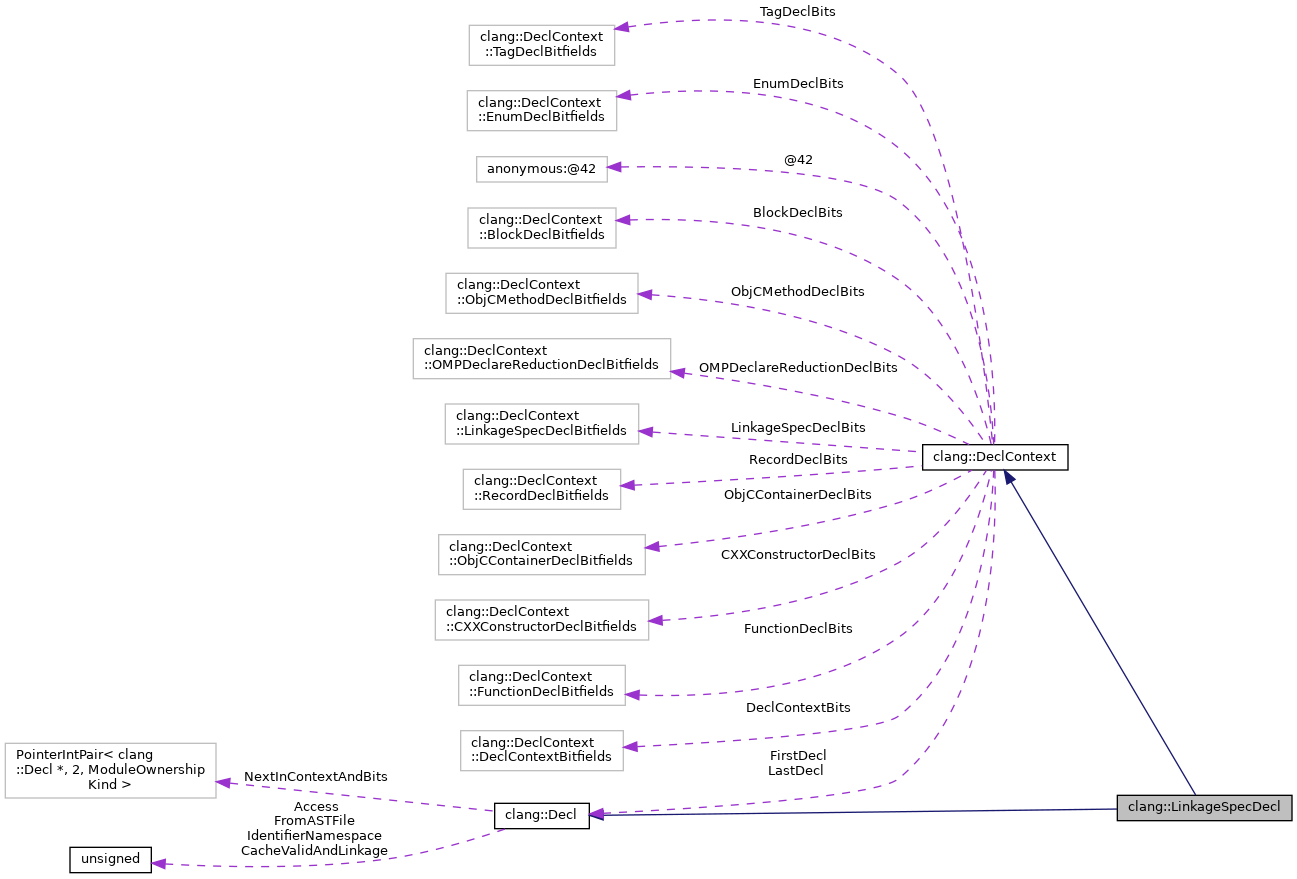 TagDeclBits
clang::DeclContext
::TagDeclBitfields
EnumDeclBits
clang::DeclContext
::EnumDeclBitfields
@42
anonymous:@42
BlockDeclBits
clang::DeclContext
::BlockDeclBitfields
ObjCMethodDeclBits
clang::DeclContext
::ObjCMethodDeclBitfields
OMPDeclareReductionDeclBits
clang::DeclContext
::OMPDeclareReductionDeclBitfields
LinkageSpecDeclBits
clang::DeclContext
::LinkageSpecDeclBitfields
clang::DeclContext
RecordDeclBits
clang::DeclContext
::RecordDeclBitfields
ObjCContainerDeclBits
clang::DeclContext
::ObjCContainerDeclBitfields
CXXConstructorDeclBits
clang::DeclContext
::CXXConstructorDeclBitfields
FunctionDeclBits
clang::DeclContext
::FunctionDeclBitfields
DeclContextBits
clang::DeclContext
::DeclContextBitfields
FirstDecl
LastDecl
PointerIntPair< clang
::Decl *, 2, ModuleOwnership
Kind >
NextInContextAndBits
Access
FromASTFile
IdentifierNamespace
CacheValidAndLinkage
clang::Decl
clang::LinkageSpecDecl
unsigned